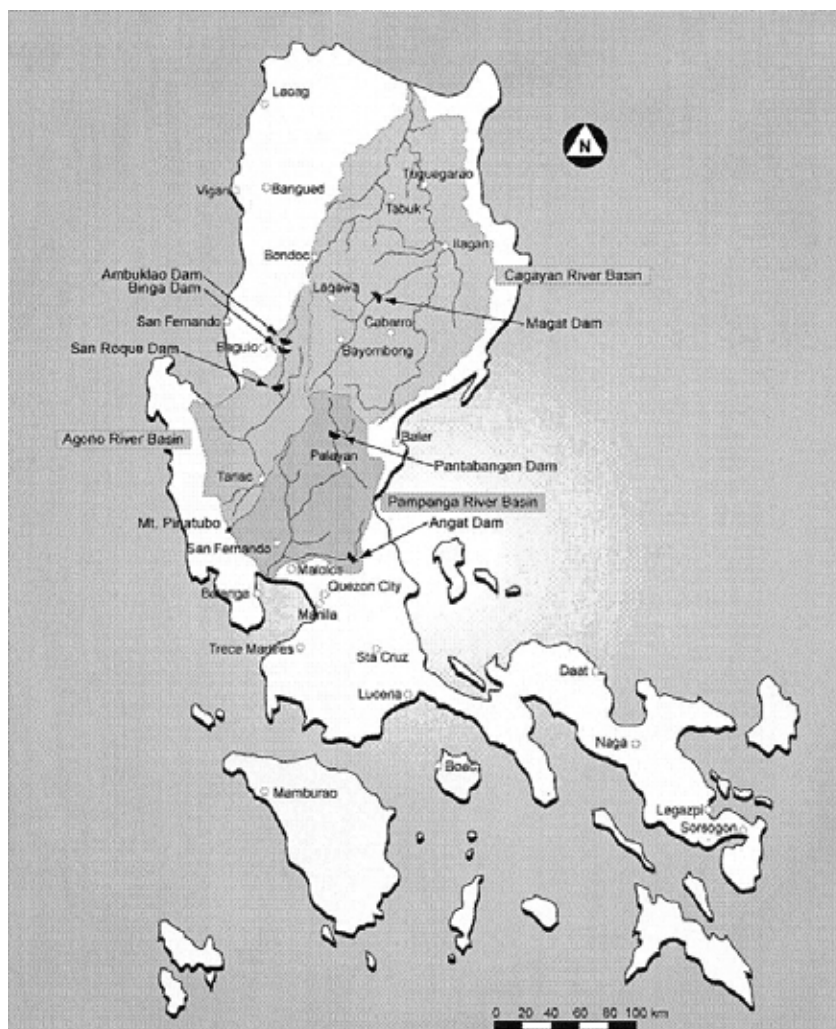 Laoag
N
Tuguegarao
Vigan
Bangued
Tabuk
Ilagan
Bondoc
Ambuklao Dam
Cagayan River Basin
Binga Dam
Lagawa
San Fernando
Magat Dam
Cabarro
Baguio
Bayombong
San Roque Dam
Agono River Basin
Baler
Palayan
Pantabangan Dam
Tarlac
Pampanga River Basin
Mt. Pinatubo
Angat Dam
San Fernando
Malolos
Quezon City
Balanga
Manila
Trece Martires
Sta Cruz
Daat
Lucena
Naga
Boac
Mamburao
Legazpi
Sorsogon
0 20 40 60 80 100 km